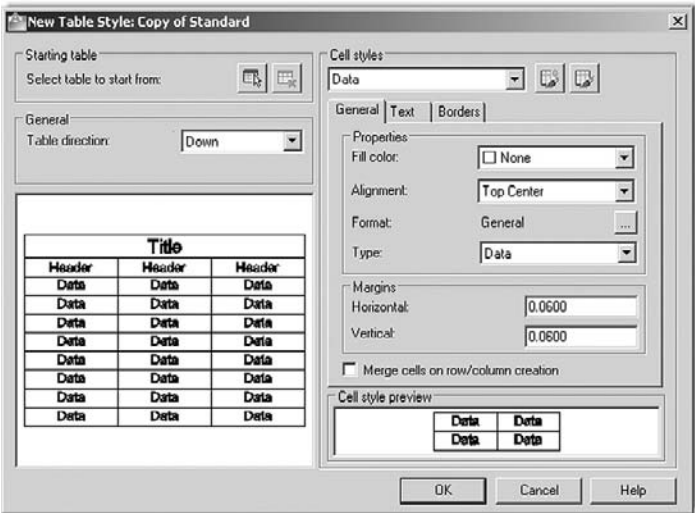 New Table Style: Copy of Standard
Starting table
Select table to start from:
General
Table direction:
Down
Title
Header Header Header
Data Data Data
Data Data Data
Data Data Data
Data Data Data
Data Data Data
Data Data Data
Data Data Data
Data Data Data
Cell styles
Data
General Text Borders
Properties
Fill color: None
Alignment: Top Center
Format: General ...
Type: Data
Margins
Horizontal: 0.0600
Vertical: 0.0600
Merge cells on row/column creation
Cell style preview
Data Data
Data Data
OK Cancel Help